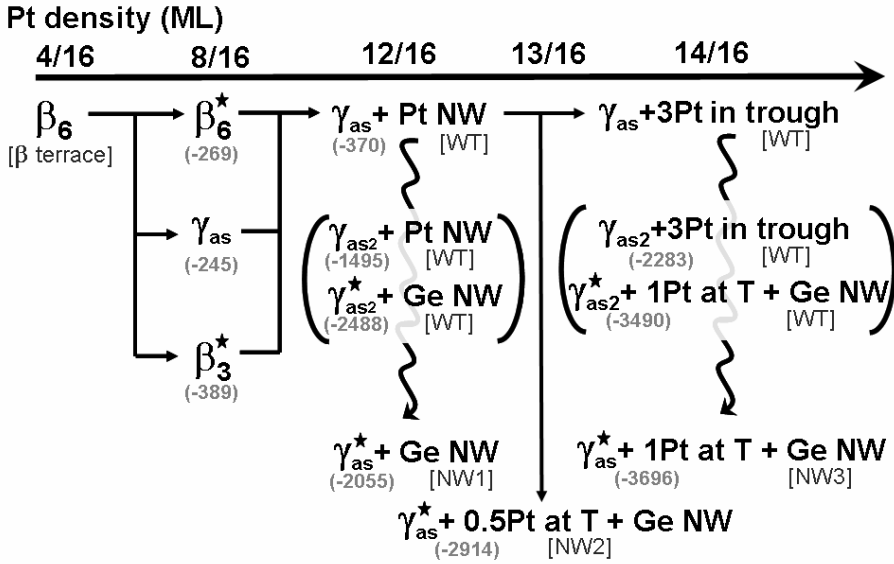 Pt density (ML)
4/16 8/16 12/16 13/16 14/16
β₆ β₆★ γas + Pt NW γas+3Pt in trough
[β terrace] (-269) (-370) [WT] [WT]
γas γas2+ Pt NW γas2+3Pt in trough
(-245) (-1495) [WT] (-2283) [WT]
γ★as2+ Ge NW γ★as2+ 1Pt at T + Ge NW
(-2488) [WT] (-3490) [WT]
β₃★
(-389)
γ★as+ Ge NW γ★as + 1Pt at T + Ge NW
(-2055) [NW1] (-3696) [NW3]
γ★as+ 0.5Pt at T + Ge NW
(-2914) [NW2]